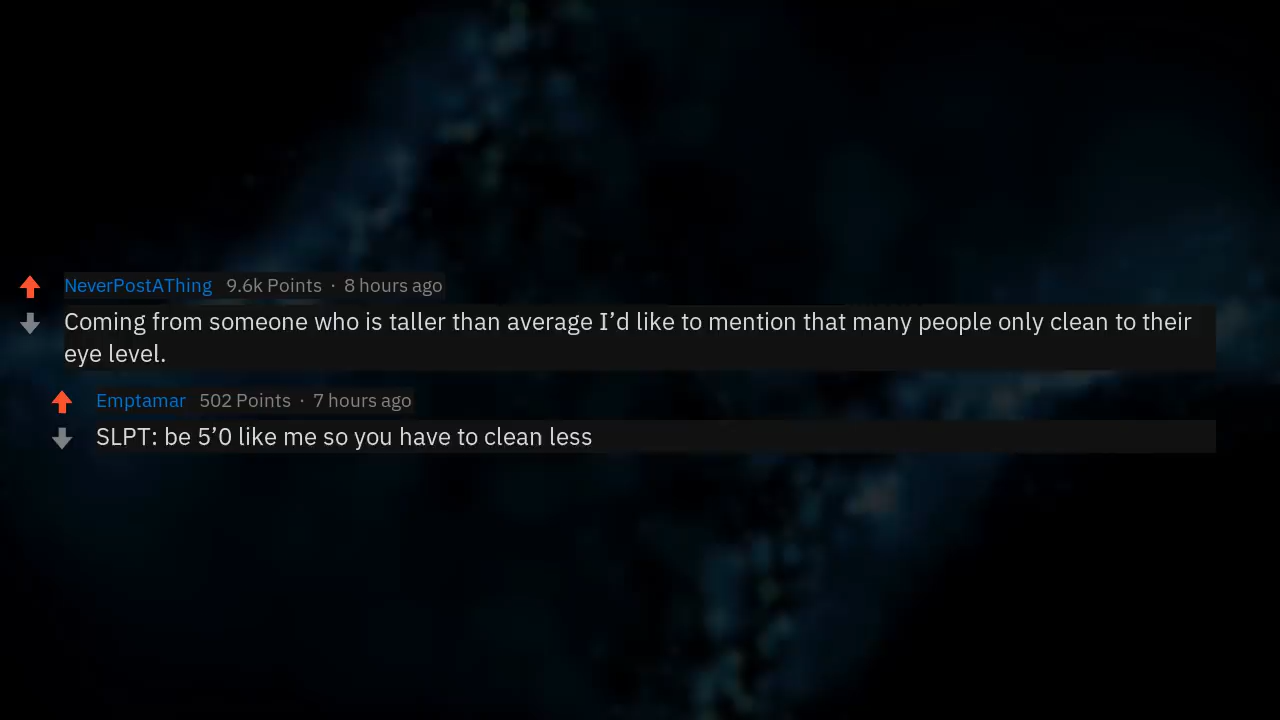 NeverPostAThing 9.6k Points · 8 hours ago
Coming from someone who is taller than average I’d like to mention that many people only clean to their
eye level.
Emptamar 502 Points · 7 hours ago
SLPT: be 5’0 like me so you have to clean less